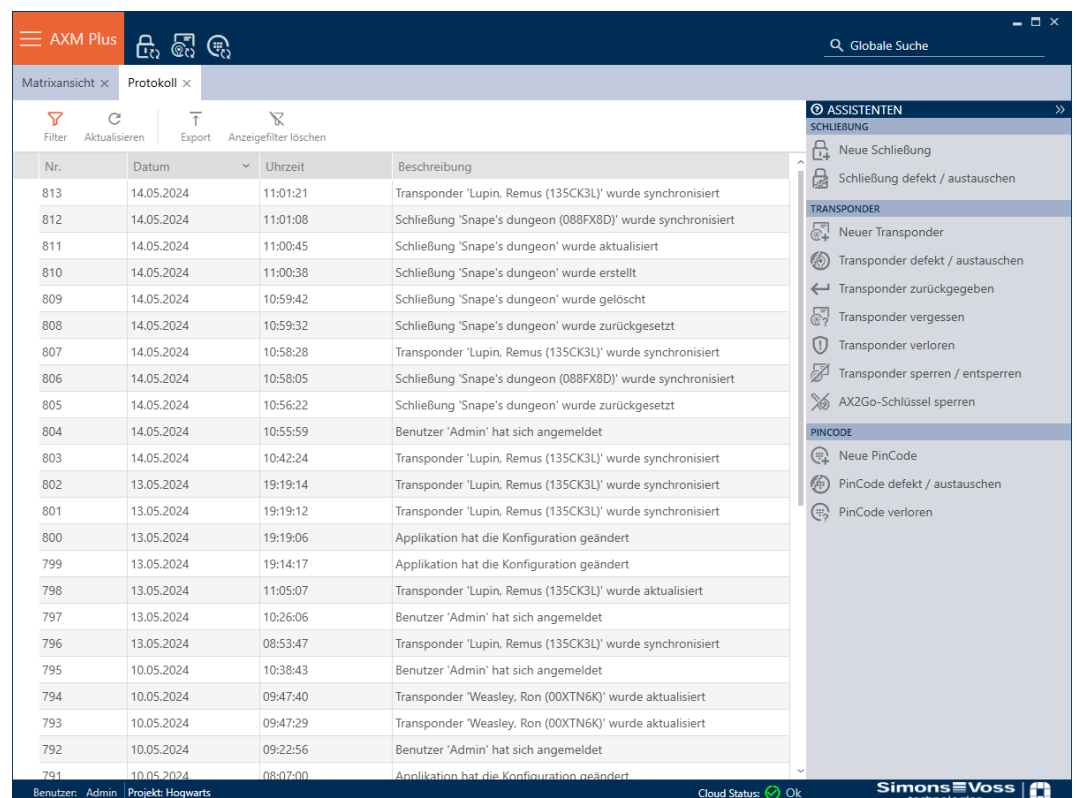 AXM Plus
Globale Suche
Matrixansicht
Protokoll
Filter
Aktualisieren
Export
Anzeigefilter löschen
Nr. Datum Uhrzeit Beschreibung
813 14.05.2024 11:01:21 Transponder 'Lupin, Remus (135CK3L)' wurde synchronisiert
812 14.05.2024 11:01:08 Schließung 'Snape's dungeon (088FX8D)' wurde synchronisiert
811 14.05.2024 11:00:45 Schließung 'Snape's dungeon' wurde aktualisiert
810 14.05.2024 11:00:38 Schließung 'Snape's dungeon' wurde erstellt
809 14.05.2024 10:59:42 Schließung 'Snape's dungeon' wurde gelöscht
808 14.05.2024 10:59:32 Schließung 'Snape's dungeon' wurde zurückgesetzt
807 14.05.2024 10:58:28 Transponder 'Lupin, Remus (135CK3L)' wurde synchronisiert
806 14.05.2024 10:58:05 Schließung 'Snape's dungeon (088FX8D)' wurde synchronisiert
805 14.05.2024 10:56:22 Schließung 'Snape's dungeon' wurde zurückgesetzt
804 14.05.2024 10:55:59 Benutzer 'Admin' hat sich angemeldet
803 14.05.2024 10:42:24 Transponder 'Lupin, Remus (135CK3L)' wurde synchronisiert
802 13.05.2024 19:19:14 Transponder 'Lupin, Remus (135CK3L)' wurde synchronisiert
801 13.05.2024 19:19:12 Transponder 'Lupin, Remus (135CK3L)' wurde synchronisiert
800 13.05.2024 19:19:06 Applikation hat die Konfiguration geändert
799 13.05.2024 19:14:17 Applikation hat die Konfiguration geändert
798 13.05.2024 11:05:07 Transponder 'Lupin, Remus (135CK3L)' wurde aktualisiert
797 13.05.2024 10:26:06 Benutzer 'Admin' hat sich angemeldet
796 13.05.2024 08:53:47 Transponder 'Lupin, Remus (135CK3L)' wurde synchronisiert
795 10.05.2024 10:38:43 Benutzer 'Admin' hat sich angemeldet
794 10.05.2024 09:47:40 Transponder 'Weasley, Ron (00XTN6K)' wurde aktualisiert
793 10.05.2024 09:47:29 Transponder 'Weasley, Ron (00XTN6K)' wurde aktualisiert
792 10.05.2024 09:22:56 Benutzer 'Admin' hat sich angemeldet
791 10.05.2024 08:07:00 Applikation hat die Konfiguration geändert
ASSISTENTEN
SCHLIEßUNG
Neue Schließung
Schließung defekt / austauschen
TRANSPONDER
Neuer Transponder
Transponder defekt / austauschen
Transponder zurückgegeben
Transponder vergessen
Transponder verloren
Transponder sperren / entsperren
AX2Go-Schlüssel sperren
PINCODE
Neue PinCode
PinCode defekt / austauschen
PinCode verloren
Benutzer: Admin Projekt: Hogwarts
Cloud Status: Ok
Simons Voss
technologies